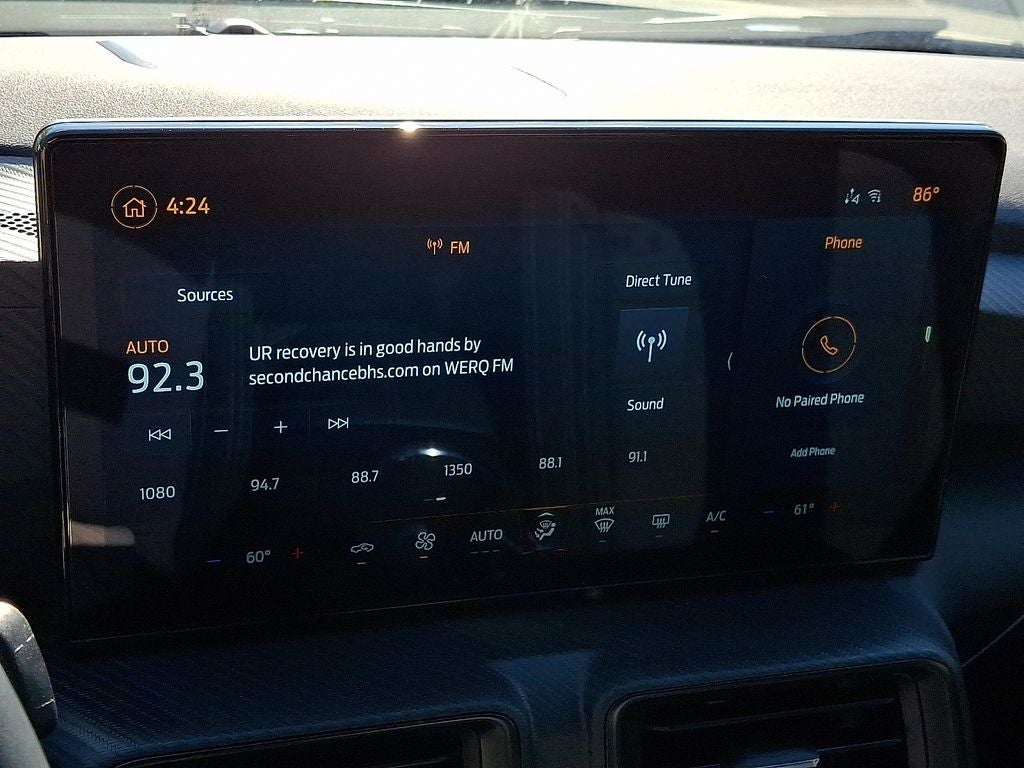 4:24
86°
FM
Phone
Sources
Direct Tune
AUTO
92.3
UR recovery is in good hands by
secondchancebhs.com on WERQ FM
Sound
No Paired Phone
Add Phone
1080
94.7
88.7
1350
88.1
91.1
60°
AUTO
MAX
A/C
61°